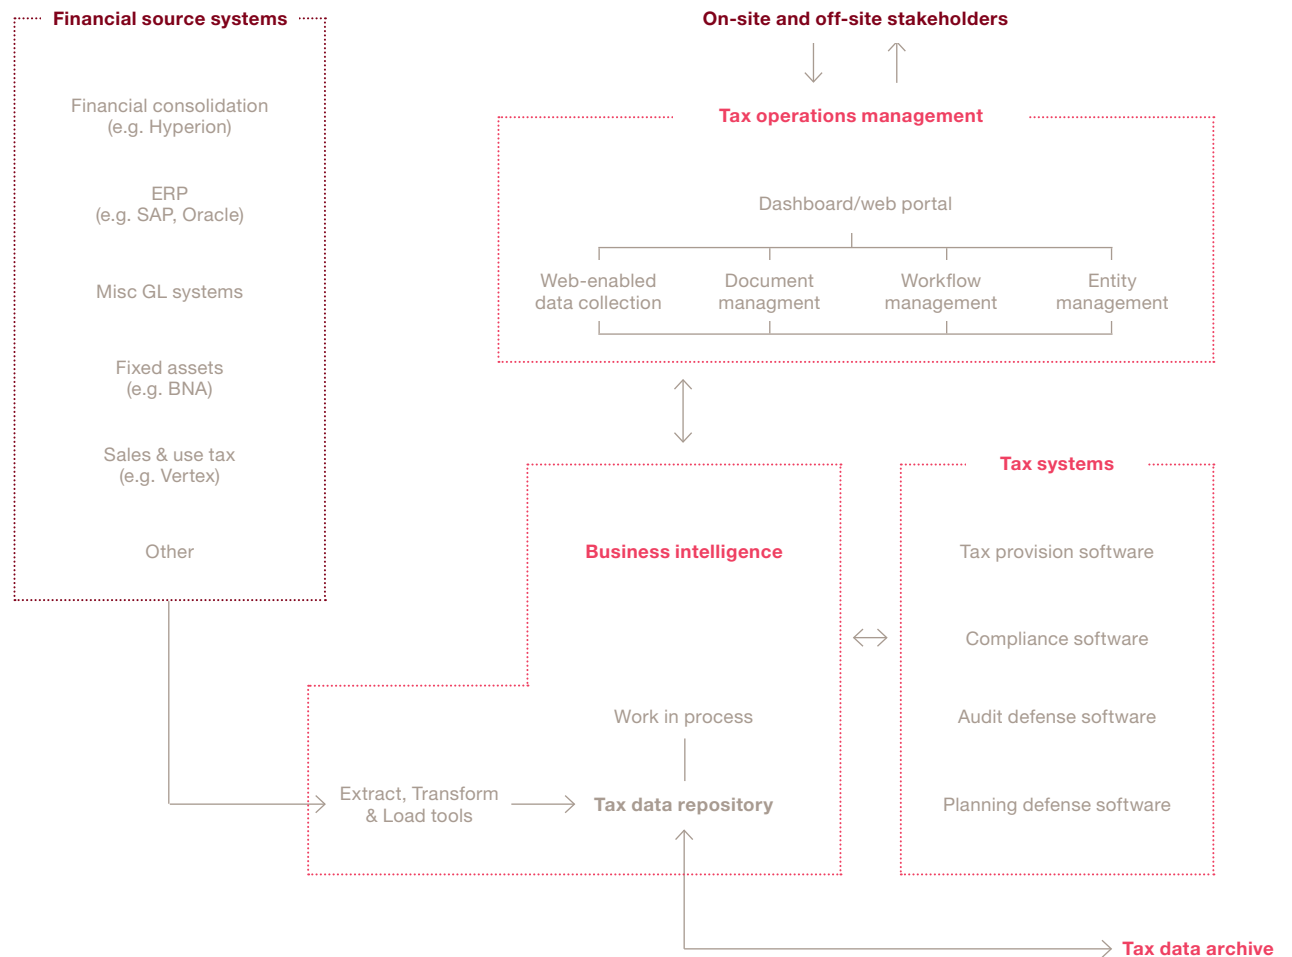 Financial source systems
Financial consolidation
(e.g. Hyperion)
ERP
(e.g. SAP, Oracle)
Misc GL systems
Fixed assets
(e.g. BNA)
Sales & use tax
(e.g. Vertex)
Other
On-site and off-site stakeholders
Tax operations management
Dashboard/web portal
Web-enabled
data collection
Document
managment
Workflow
management
Entity
management
Business intelligence
Work in process
Extract, Transform
& Load tools
Tax data repository
Tax systems
Tax provision software
Compliance software
Audit defense software
Planning defense software
Tax data archive